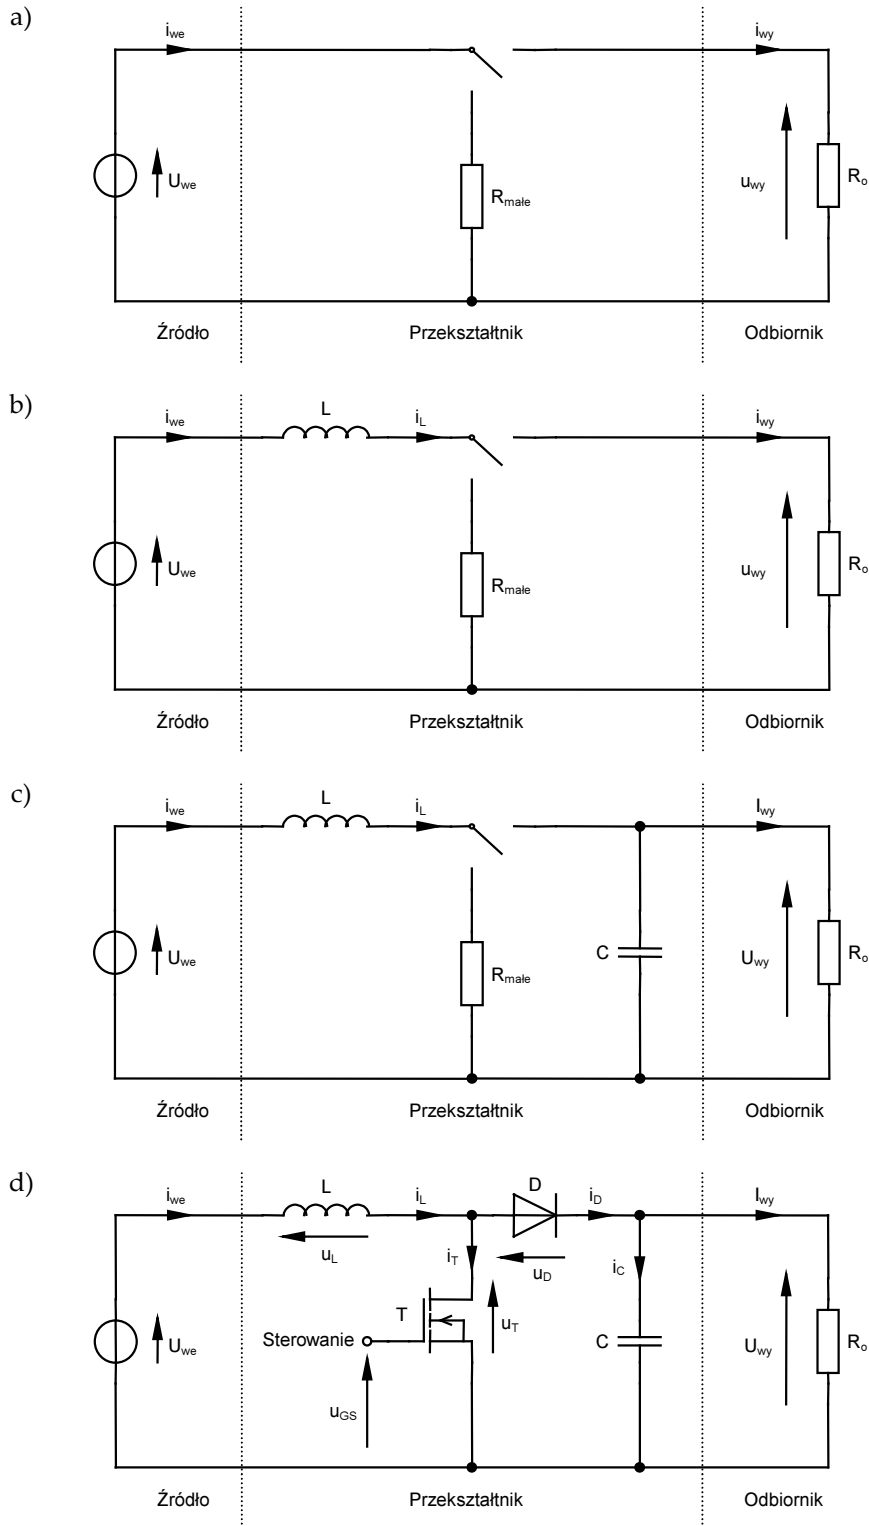 a)
i_we i_wy
U_we R_małe u_wy R_o
Źródło Przekształtnik Odbiornik
b)
i_we L i_L i_wy
U_we R_małe u_wy R_o
Źródło Przekształtnik Odbiornik
c)
i_we L i_L I_wy
U_we R_małe C U_wy R_o
Źródło Przekształtnik Odbiornik
d)
i_we L i_L D i_D I_wy
u_L i_T u_D i_C
T u_T
U_we Sterowanie C U_wy R_o
u_GS
Źródło Przekształtnik Odbiornik